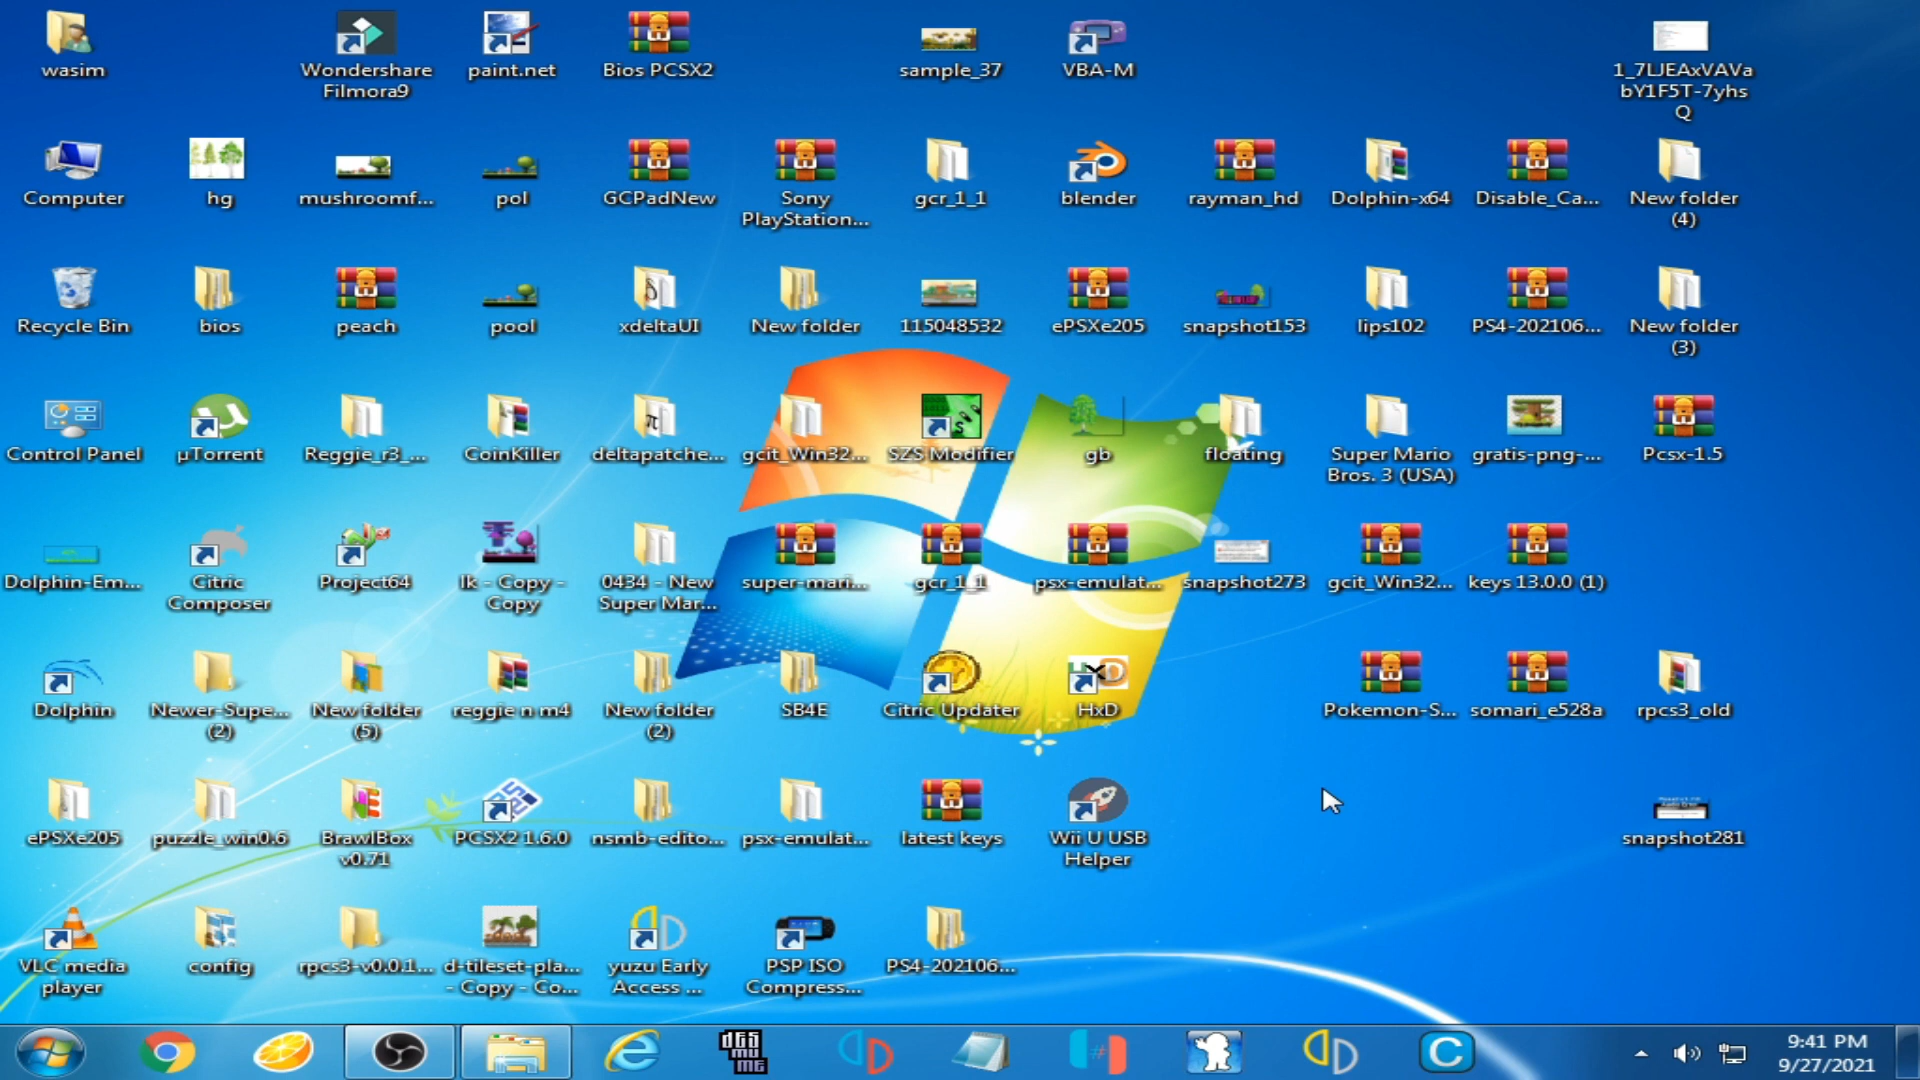 wasim
Wondershare
Filmora9
paint.net
Bios PCSX2
sample_37
VBA-M
1_7LJEAxVAVa
bY1F5T-7yhs
Q
Computer
hg
mushroomf...
pol
GCPadNew
Sony
PlayStation...
gcr_1_1
blender
rayman_hd
Dolphin-x64
Disable_Ca...
New folder
(4)
Recycle Bin
bios
peach
pool
xdeltaUI
New folder
115048532
ePSXe205
snapshot153
lips102
PS4-202106...
New folder
(3)
Control Panel
µTorrent
Reggie_r3_...
CoinKiller
deltapatche...
gcit_Win32...
SZS Modifier
gb
floating
Super Mario
Bros. 3 (USA)
gratis-png-...
Pcsx-1.5
Dolphin-Em...
Citric
Composer
Project64
lk - Copy -
Copy
0434 - New
Super Mar...
super-mari...
gcr_1_1
psx-emulat...
snapshot273
gcit_Win32...
keys 13.0.0 (1)
Dolphin
Newer-Supe...
(2)
New folder
(5)
reggie n m4
New folder
(2)
SB4E
Citric Updater
HxD
Pokemon-S...
somari_e528a
rpcs3_old
ePSXe205
puzzle_win0.6
BrawlBox
v0.71
PCSX2 1.6.0
nsmb-edito...
psx-emulat...
latest keys
Wii U USB
Helper
snapshot281
VLC media
player
config
rpcs3-v0.0.1...
d-tileset-pla...
- Copy - Co...
yuzu Early
Access ...
PSP ISO
Compress...
PS4-202106...
9:41 PM
9/27/2021